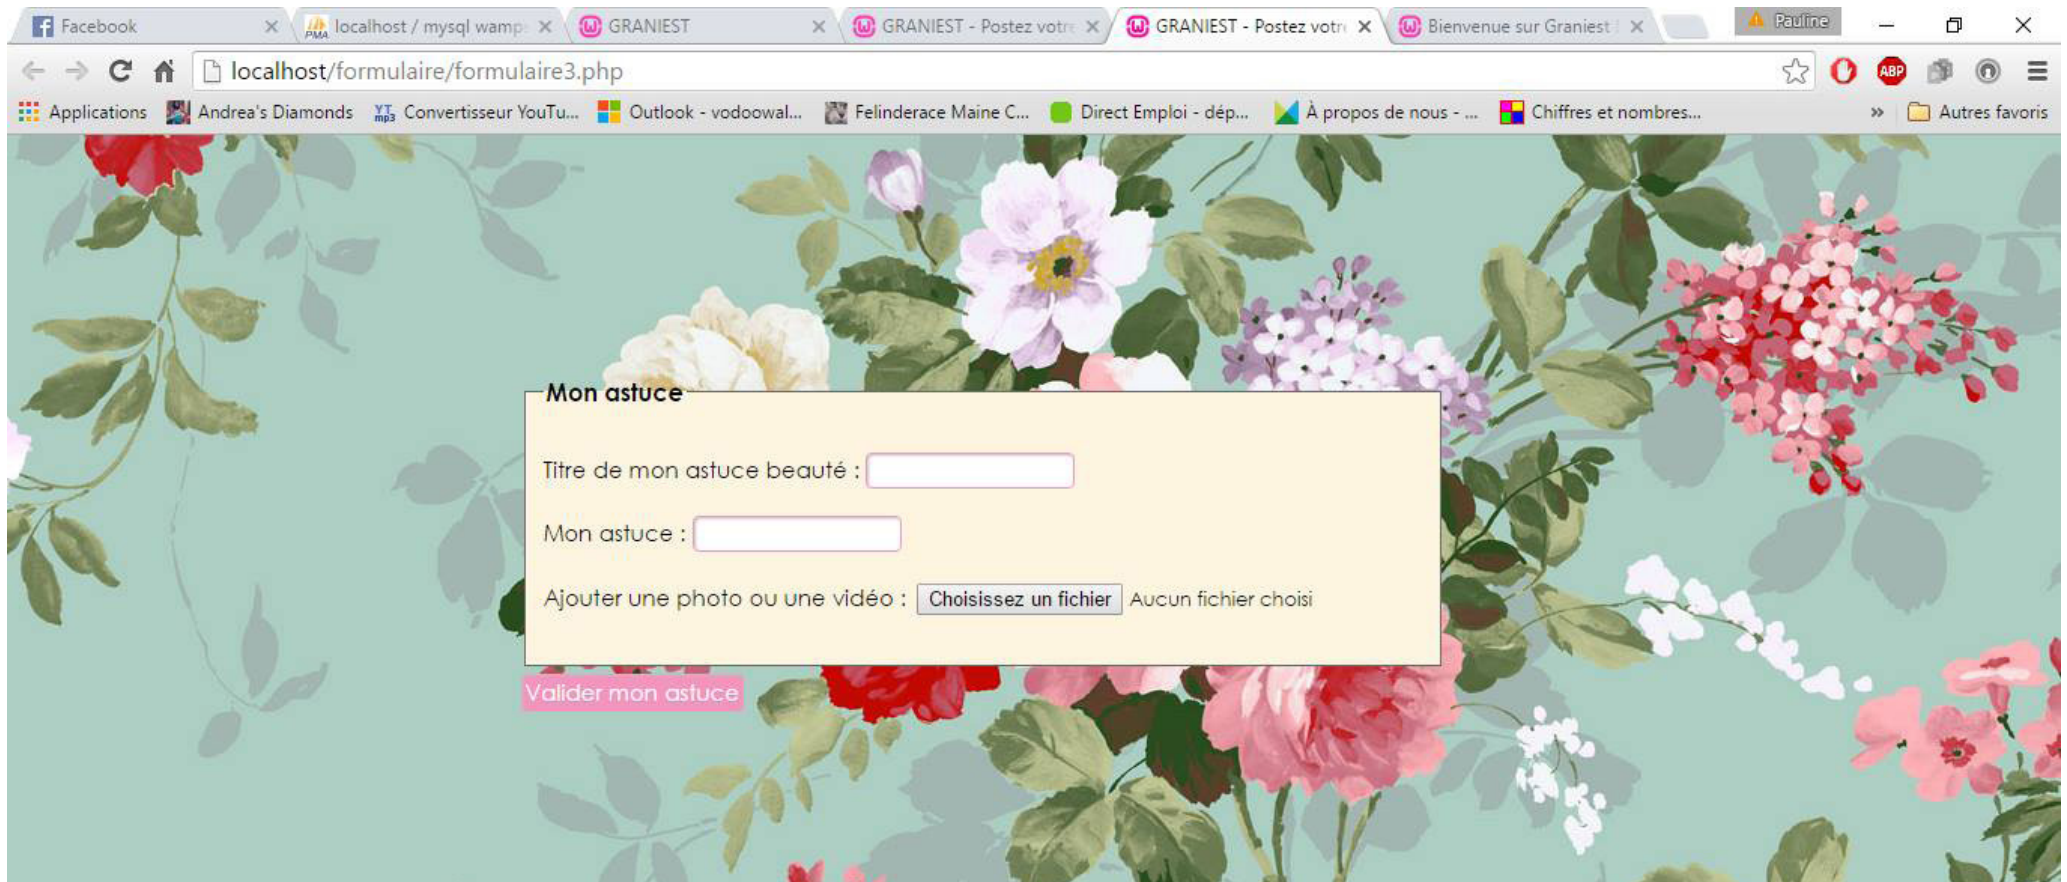 Facebook
localhost / mysql wamp
GRANIEST
GRANIEST - Postez votre
GRANIEST - Postez votr
Bienvenue sur Graniest
Pauline
localhost/formulaire/formulaire3.php
ABP
Applications
Andrea's Diamonds
Convertisseur YouTu...
Outlook - vodoowal...
Felinderace Maine C...
Direct Emploi - dép...
À propos de nous - ...
Chiffres et nombres...
»
Autres favoris
Mon astuce
Titre de mon astuce beauté :
Mon astuce :
Ajouter une photo ou une vidéo : Choisissez un fichier Aucun fichier choisi
Valider mon astuce